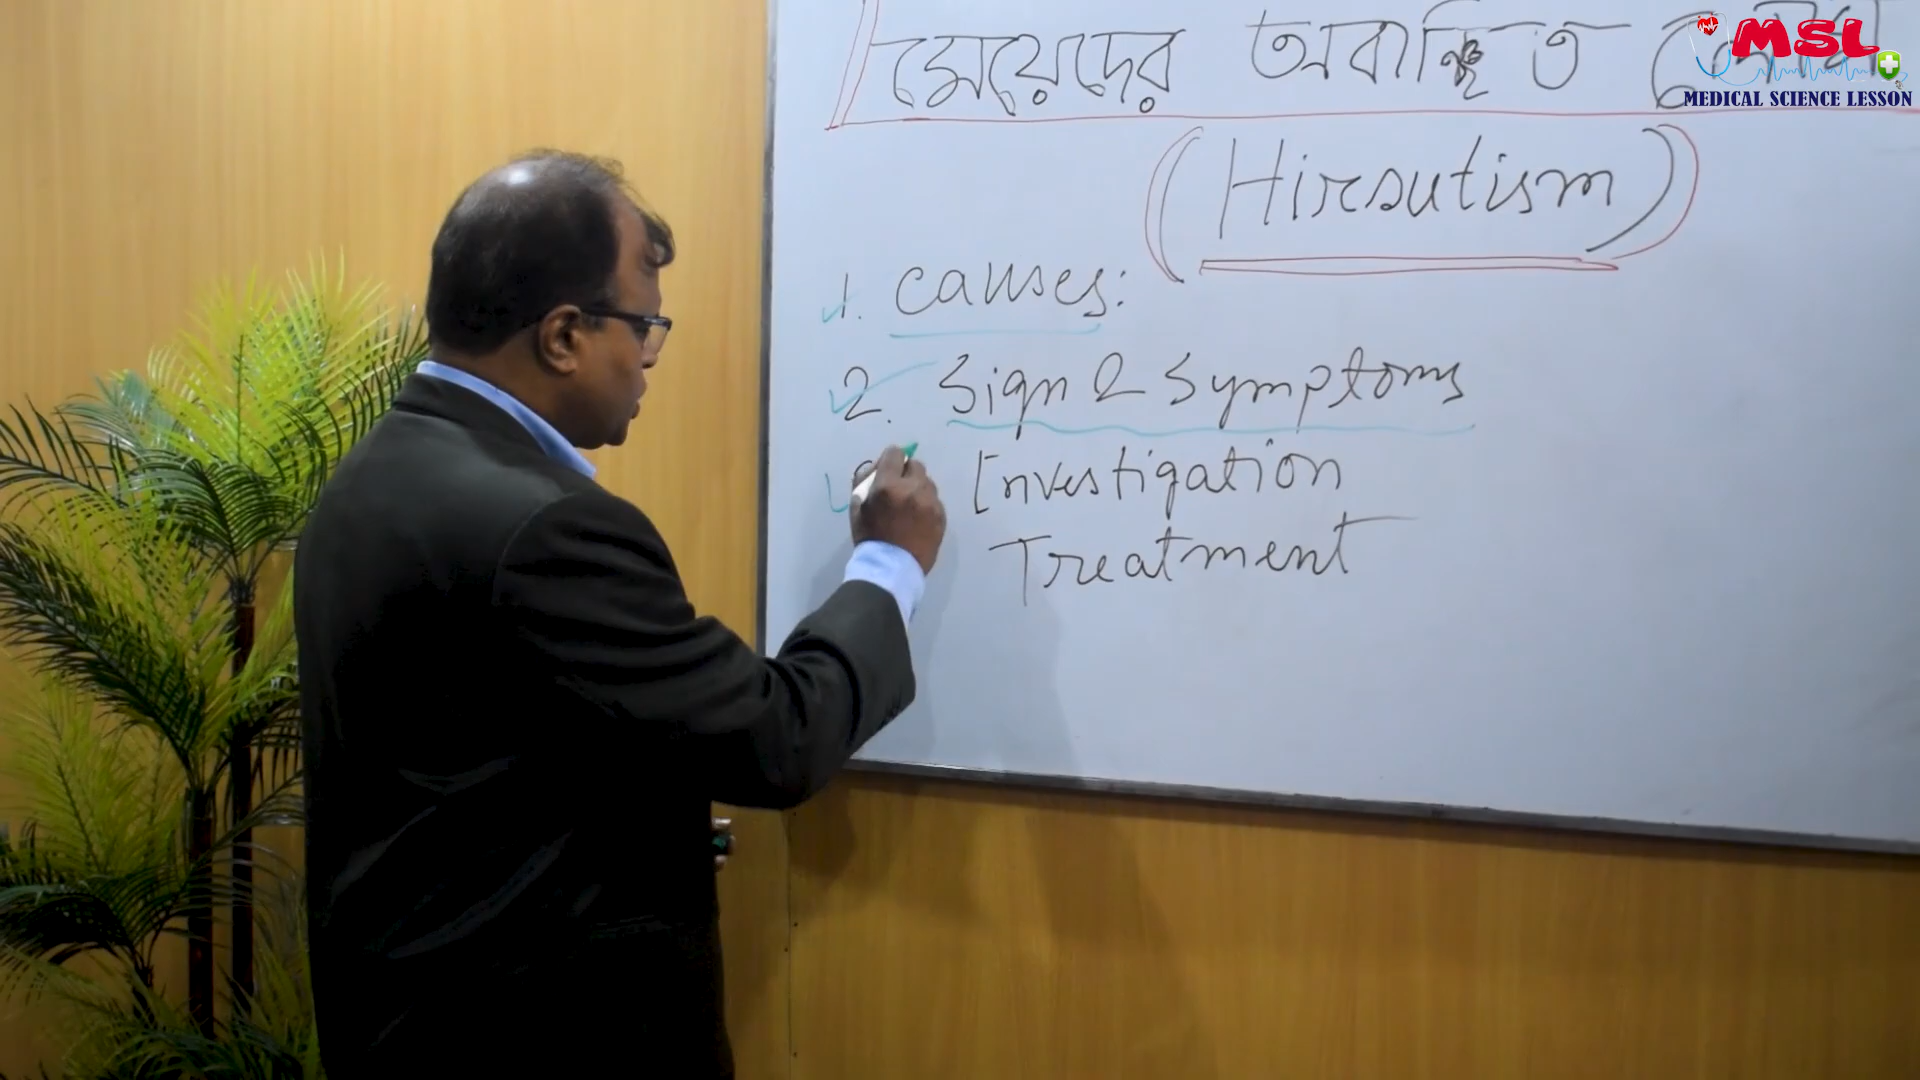 মেয়েদের অবাঞ্ছিত
(Hirsutism)
1. Causes:
2. Sign & Symptoms
Investigation
Treatment
MSL
MEDICAL SCIENCE LESSON